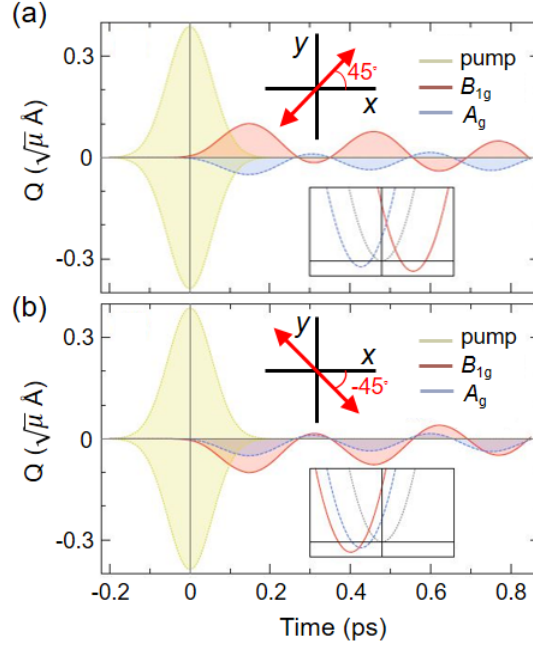 (a)
0.3
0
-0.3
Q (√μ Å)
y
x
45°
pump
B1g
Ag
(b)
0.3
0
-0.3
Q (√μ Å)
y
x
-45°
pump
B1g
Ag
-0.2 0 0.2 0.4 0.6 0.8
Time (ps)